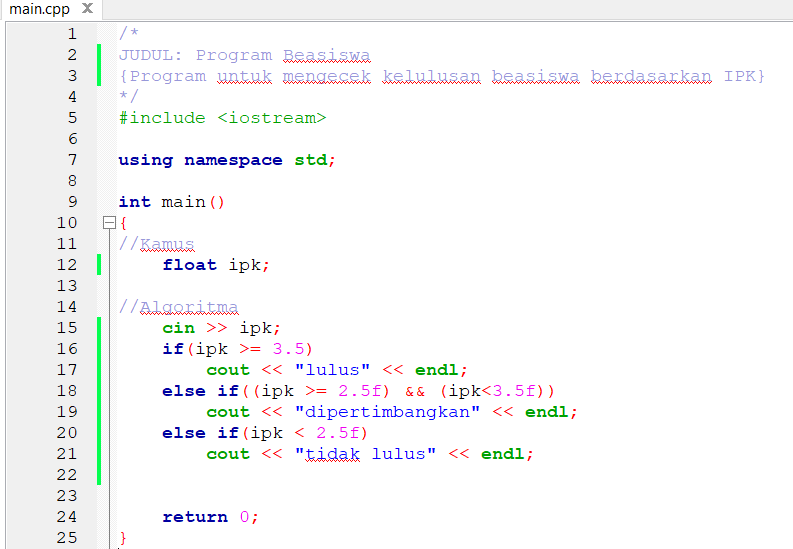 main.cpp X
1 /*
2 JUDUL: Program Beasiswa
3 {Program untuk mengecek kelulusan beasiswa berdasarkan IPK}
4 */
5 #include <iostream>
6
7 using namespace std;
8
9 int main()
10 {
11 //Kamus
12     float ipk;
13
14 //Algoritma
15     cin >> ipk;
16     if(ipk >= 3.5)
17         cout << "lulus" << endl;
18     else if((ipk >= 2.5f) && (ipk<3.5f))
19         cout << "dipertimbangkan" << endl;
20     else if(ipk < 2.5f)
21         cout << "tidak lulus" << endl;
22
23
24     return 0;
25 }